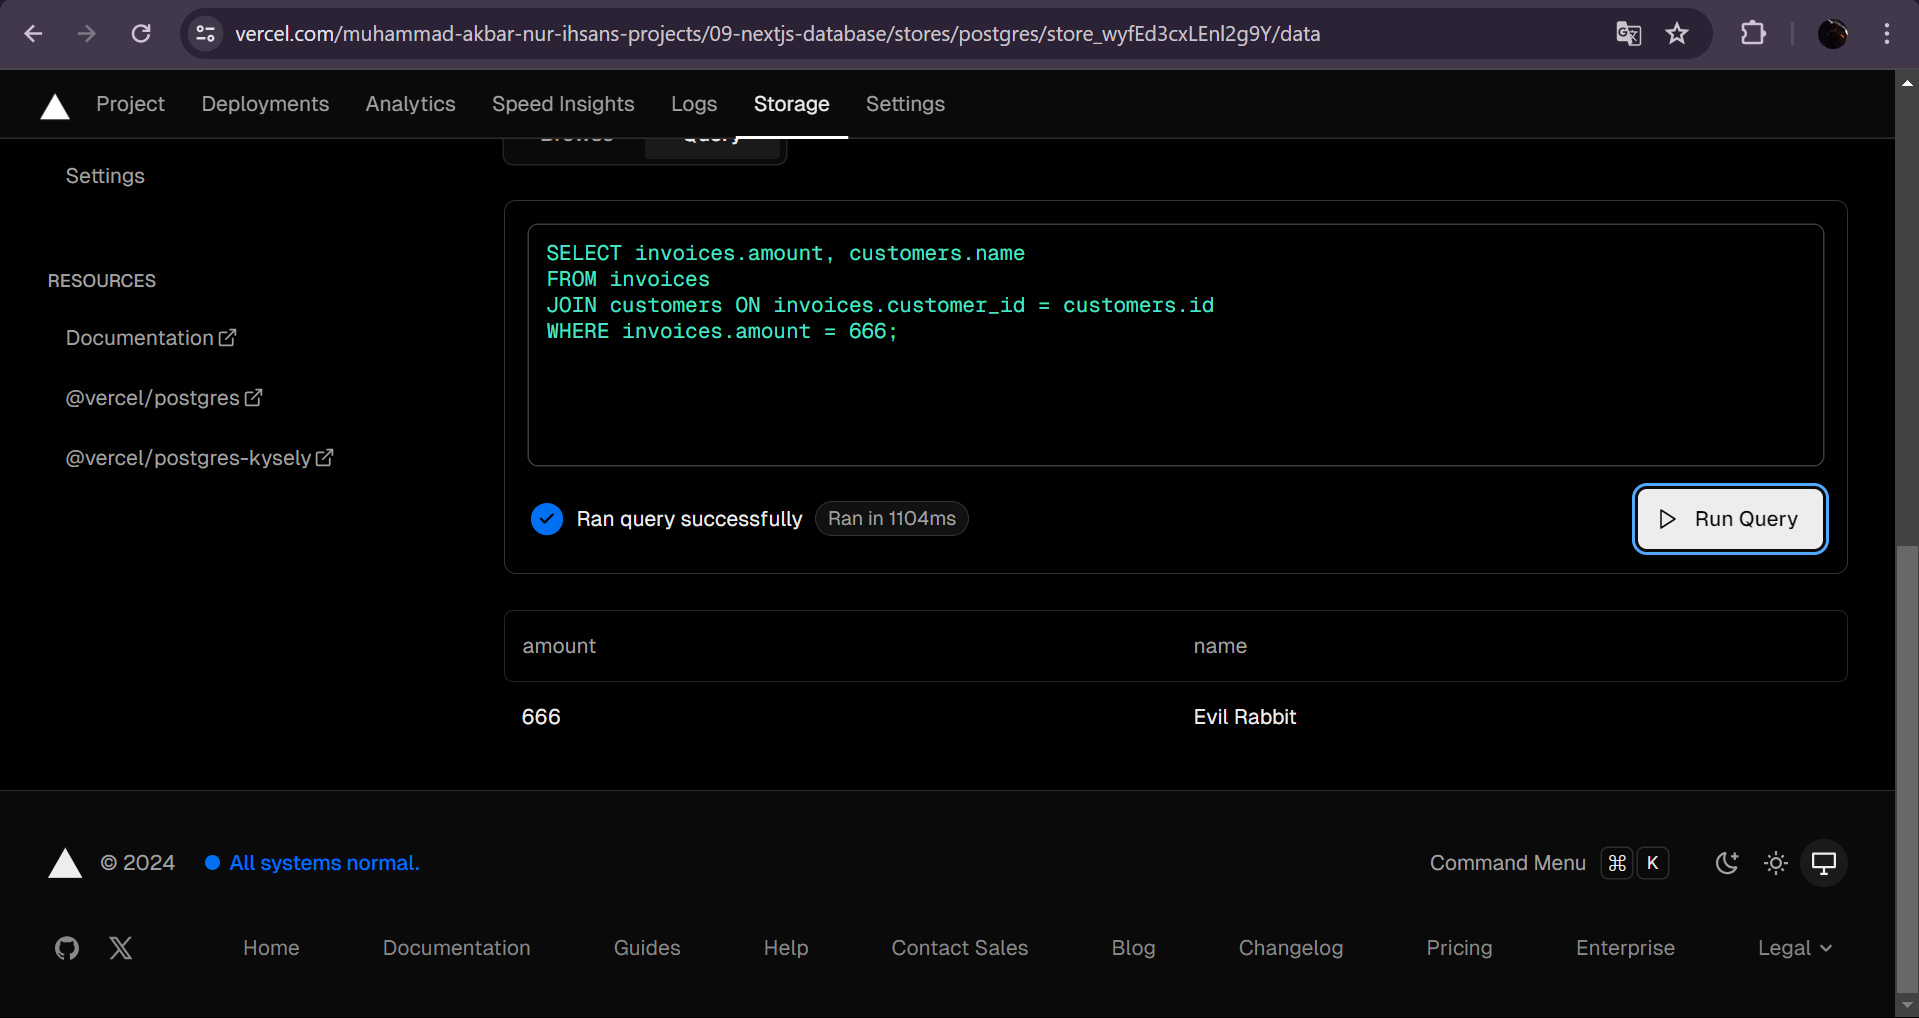 vercel.com/muhammad-akbar-nur-ihsans-projects/09-nextjs-database/stores/postgres/store_wyfEd3cxLEnl2g9Y/data
Project Deployments Analytics Speed Insights Logs Storage Settings
Browse Query
Settings
RESOURCES
Documentation
@vercel/postgres
@vercel/postgres-kysely
SELECT invoices.amount, customers.name
FROM invoices
JOIN customers ON invoices.customer_id = customers.id
WHERE invoices.amount = 666;
Ran query successfully Ran in 1104ms Run Query
amount name
666 Evil Rabbit
© 2024 All systems normal. Command Menu ⌘ K
Home Documentation Guides Help Contact Sales Blog Changelog Pricing Enterprise Legal